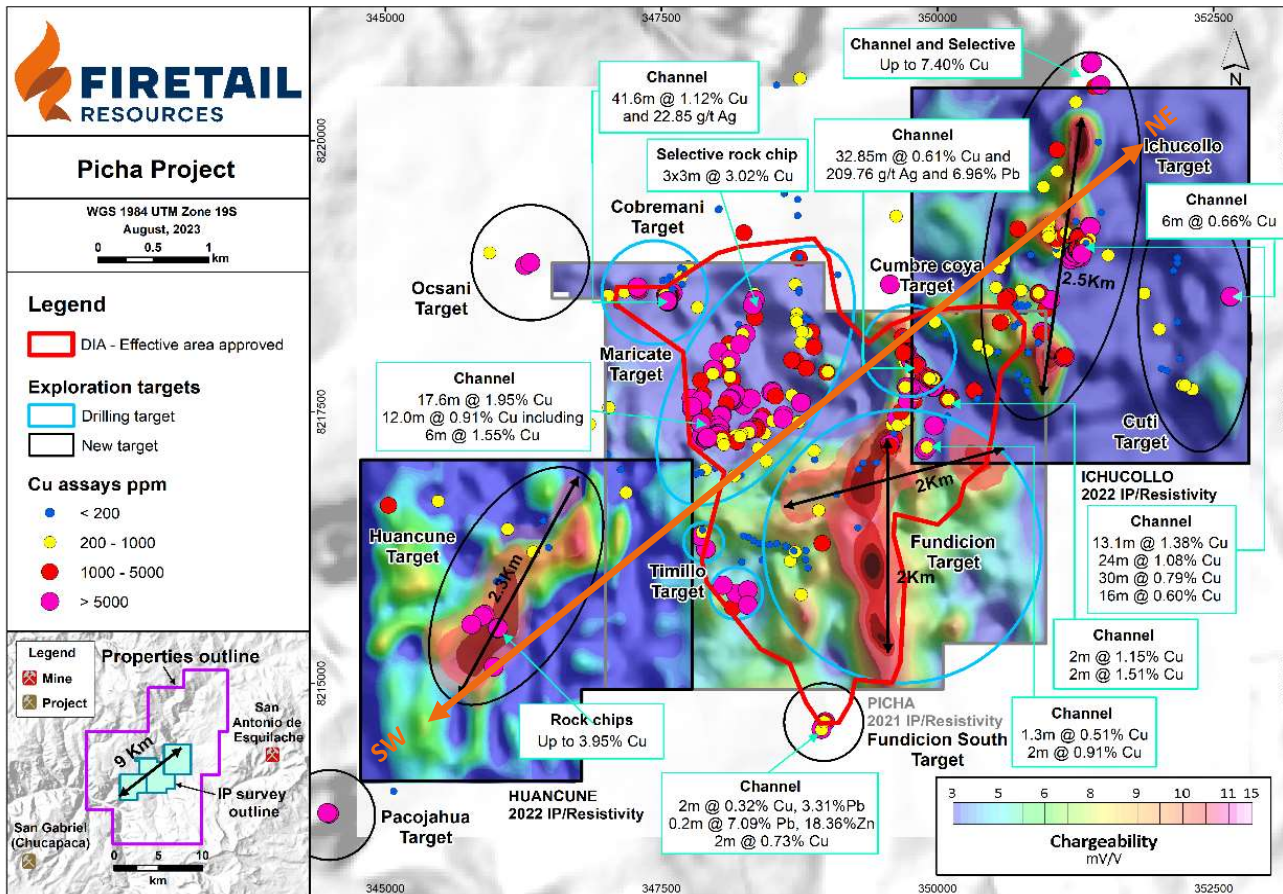 FIRETAIL
RESOURCES
Picha Project
WGS 1984 UTM Zone 19S
August, 2023
0 0.5 1
km
Legend
DIA - Effective area approved
Exploration targets
Drilling target
New target
Cu assays ppm
< 200
200 - 1000
1000 - 5000
> 5000
Legend
Mine
Project
Properties outline
San
Antonio de
Esquilache
9 Km
IP survey
outline
San Gabriel
(Chucapaca)
0 5 10
km
345000
347500
350000
352500
8220000
8217500
8215000
N
Channel
41.6m @ 1.12% Cu
and 22.85 g/t Ag
Selective rock chip
3x3m @ 3.02% Cu
Channel and Selective
Up to 7.40% Cu
Channel
32.85m @ 0.61% Cu and
209.76 g/t Ag and 6.96% Pb
NE
Ichucollo
Target
Channel
6m @ 0.66% Cu
Cobremani
Target
Ocsani
Target
Cumbre coya
Target
2.5Km
Maricate
Target
Channel
17.6m @ 1.95% Cu
12.0m @ 0.91% Cu including
6m @ 1.55% Cu
Cuti
Target
ICHUCOLLO
2022 IP/Resistivity
2Km
Huancune
Target
2.3Km
Timillo
Target
Fundicion
Target
2Km
Channel
13.1m @ 1.38% Cu
24m @ 1.08% Cu
30m @ 0.79% Cu
16m @ 0.60% Cu
Channel
2m @ 1.15% Cu
2m @ 1.51% Cu
SW
Rock chips
Up to 3.95% Cu
PICHA
2021 IP/Resistivity
Fundicion South
Target
Channel
1.3m @ 0.51% Cu
2m @ 0.91% Cu
HUANCUNE
2022 IP/Resistivity
Pacojahua
Target
Channel
2m @ 0.32% Cu, 3.31%Pb
0.2m @ 7.09% Pb, 18.36%Zn
2m @ 0.73% Cu
3 5 6 8 9 10 11 15
Chargeability
mV/V
345000
347500
350000
352500